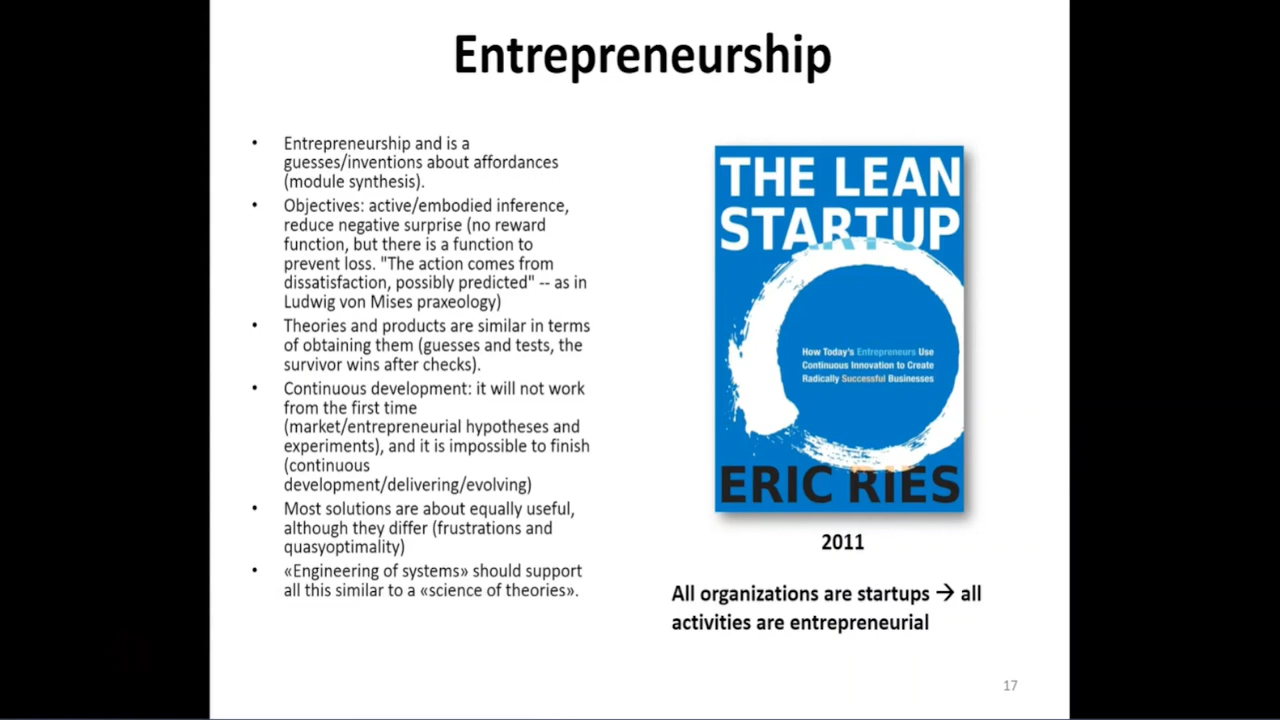 Entrepreneurship
• Entrepreneurship and is a
guesses/inventions about affordances
(module synthesis).
• Objectives: active/embodied inference,
reduce negative surprise (no reward
function, but there is a function to
prevent loss. "The action comes from
dissatisfaction, possibly predicted" -- as in
Ludwig von Mises praxeology)
• Theories and products are similar in terms
of obtaining them (guesses and tests, the
survivor wins after checks).
• Continuous development: it will not work
from the first time
(market/entrepreneurial hypotheses and
experiments), and it is impossible to finish
(continuous
development/delivering/evolving)
• Most solutions are about equally useful,
although they differ (frustrations and
quasyoptimality)
• «Engineering of systems» should support
all this similar to a «science of theories».
THE LEAN
STARTUP
How Today's Entrepreneurs Use
Continuous Innovation to Create
Radically Successful Businesses
ERIC RIES
2011
All organizations are startups → all
activities are entrepreneurial
17